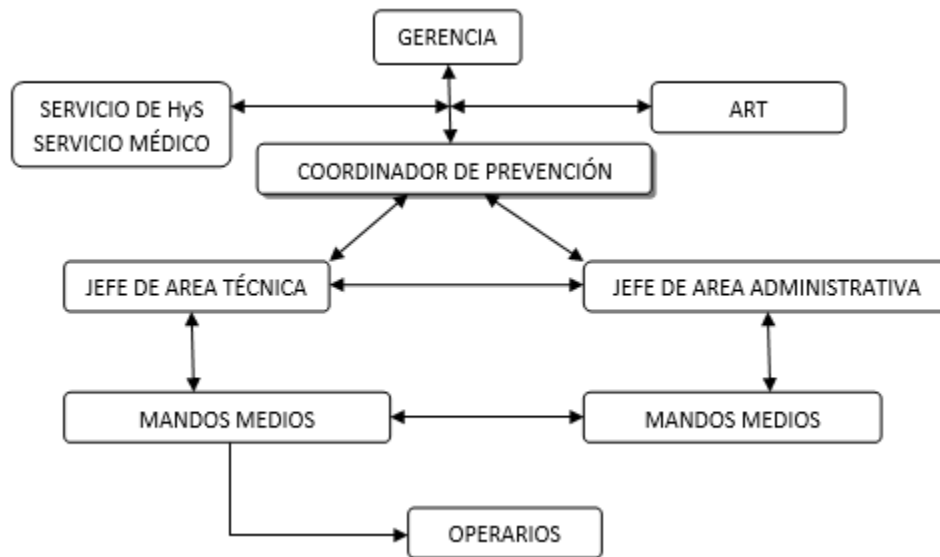 GERENCIA
SERVICIO DE HyS
SERVICIO MÉDICO
ART
COORDINADOR DE PREVENCIÓN
JEFE DE AREA TÉCNICA
JEFE DE AREA ADMINISTRATIVA
MANDOS MEDIOS
MANDOS MEDIOS
OPERARIOS